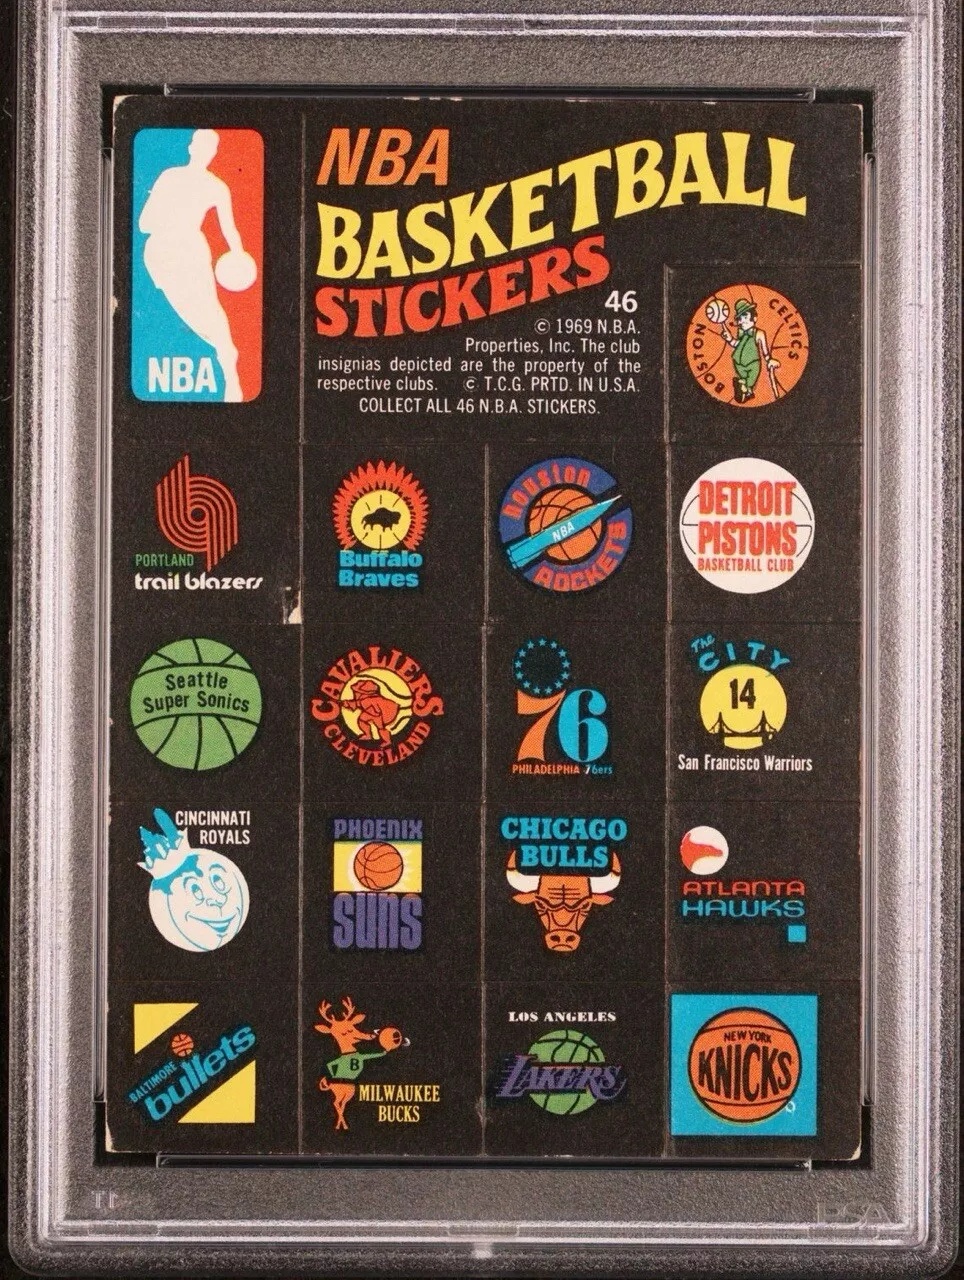 NBA
NBA
BASKETBALL
STICKERS
46
© 1969 N.B.A.
Properties, Inc. The club
insignias depicted are the property of the
respective clubs. © T.C.G. PRTD. IN U.S.A.
COLLECT ALL 46 N.B.A. STICKERS.
BOSTON CELTICS
PORTLAND
trail blazers
Buffalo
Braves
Houston
NBA
ROCKETS
DETROIT
PISTONS
BASKETBALL CLUB
Seattle
Super Sonics
CAVALIERS
CLEVELAND
76
PHILADELPHIA 76ers
The
CITY
14
San Francisco Warriors
CINCINNATI
ROYALS
PHOENIX
SUNS
CHICAGO
BULLS
ATLANTA
HAWKS
BALTIMORE
bullets
B
MILWAUKEE
BUCKS
LOS ANGELES
LAKERS
NEW YORK
KNICKS
PSA